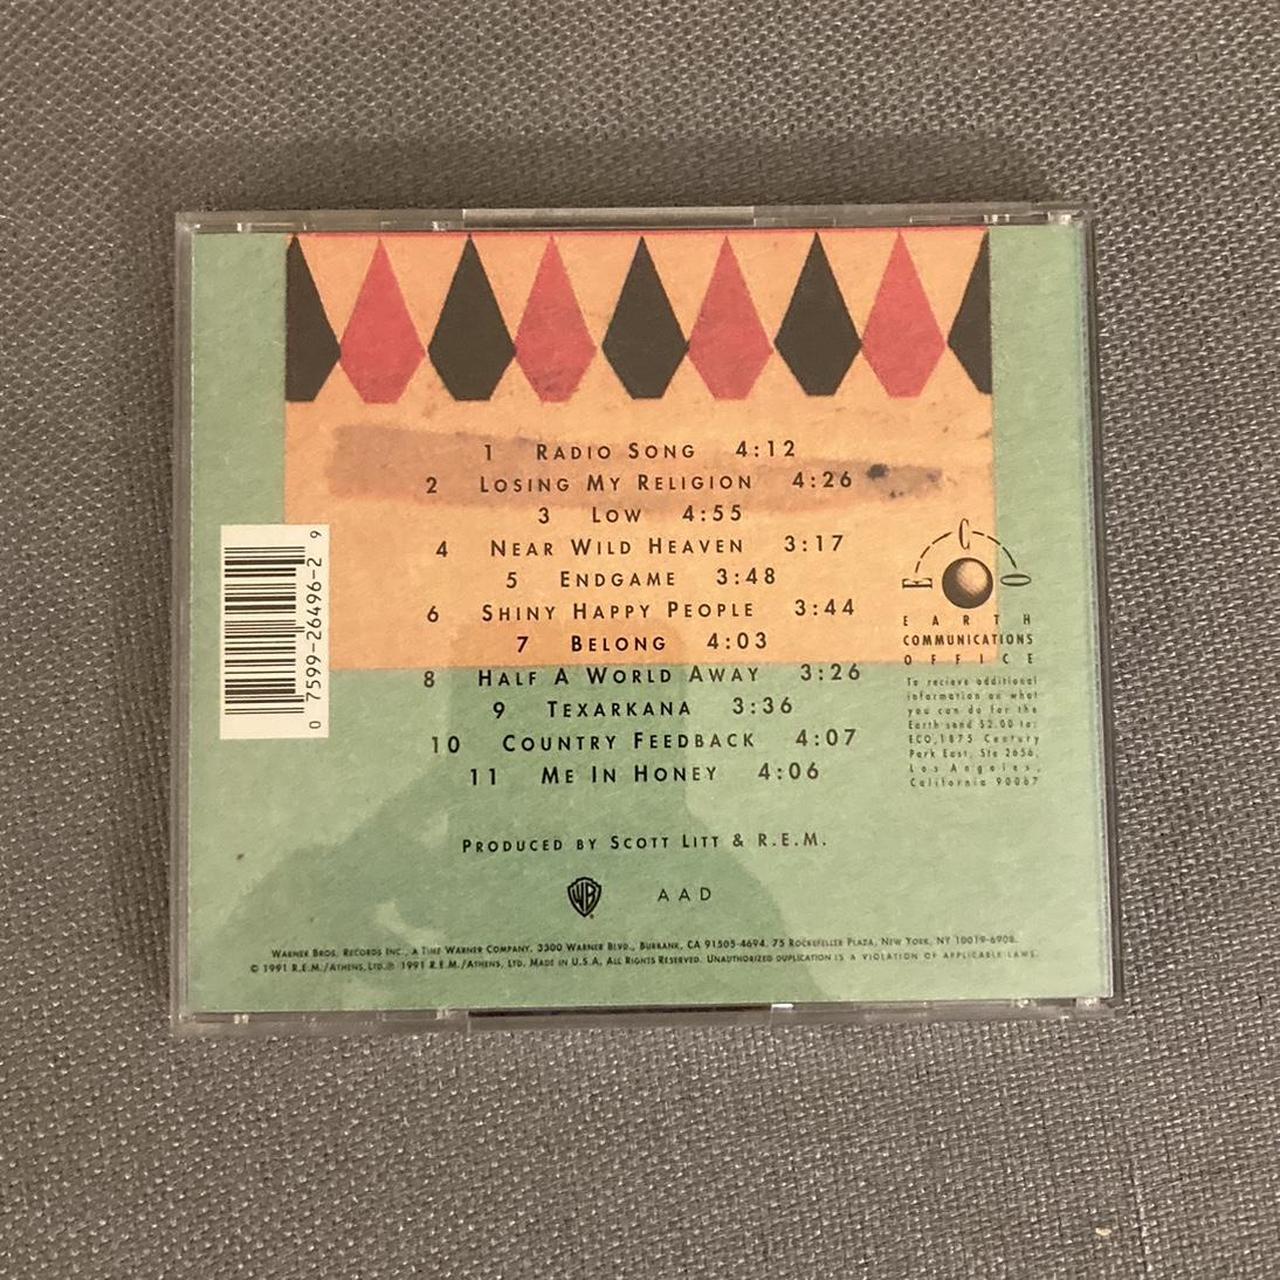 1 RADIO SONG 4:12
2 LOSING MY RELIGION 4:26
3 LOW 4:55
4 NEAR WILD HEAVEN 3:17
5 ENDGAME 3:48
6 SHINY HAPPY PEOPLE 3:44
7 BELONG 4:03
8 HALF A WORLD AWAY 3:26
9 TEXARKANA 3:36
10 COUNTRY FEEDBACK 4:07
11 ME IN HONEY 4:06
0 7599-26496-2 9
E C O
EARTH
COMMUNICATIONS
OFFICE
To recieve additional
information on what
you can do for the
Earth send $2.00 to:
ECO,1875 Century
Park East, Ste 2656,
Los Angeles,
California 90067
PRODUCED BY SCOTT LITT & R.E.M.
WB AAD
WARNER BROS. RECORDS INC., A TIME WARNER COMPANY. 3300 WARNER BLVD., BURBANK, CA 91505-4694. 75 ROCKEFELLER PLAZA, NEW YORK, NY 10019-6908.
© 1991 R.E.M./ATHENS, LTD. ℗ 1991 R.E.M./ATHENS, LTD. MADE IN U.S.A. ALL RIGHTS RESERVED. UNAUTHORIZED DUPLICATION IS A VIOLATION OF APPLICABLE LAWS.